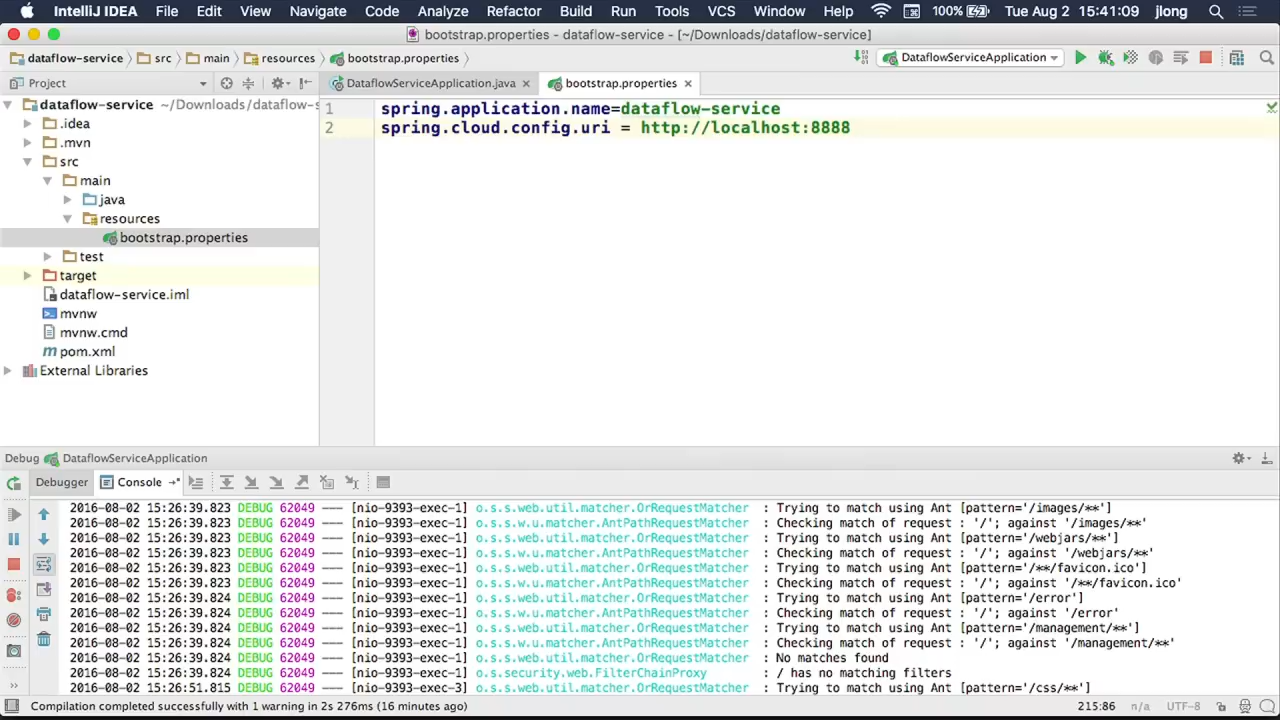 IntelliJ IDEA File Edit View Navigate Code Analyze Refactor Build Run Tools VCS Window Help 100% Tue Aug 2 15:41:09 jlong
bootstrap.properties - dataflow-service - [~/Downloads/dataflow-service]
dataflow-service src main resources bootstrap.properties DataflowServiceApplication
Project DataflowServiceApplication.java bootstrap.properties
dataflow-service ~/Downloads/dataflow-s
.idea
.mvn
src
main
java
resources
bootstrap.properties
test
target
dataflow-service.iml
mvnw
mvnw.cmd
pom.xml
External Libraries
1 spring.application.name=dataflow-service
2 spring.cloud.config.uri = http://localhost:8888
Debug DataflowServiceApplication
Debugger Console
2016-08-02 15:26:39.823 DEBUG 62049 --- [nio-9393-exec-1] o.s.s.web.util.matcher.OrRequestMatcher : Trying to match using Ant [pattern='/images/**']
2016-08-02 15:26:39.823 DEBUG 62049 --- [nio-9393-exec-1] o.s.s.w.u.matcher.AntPathRequestMatcher : Checking match of request : '/'; against '/images/**'
2016-08-02 15:26:39.823 DEBUG 62049 --- [nio-9393-exec-1] o.s.s.web.util.matcher.OrRequestMatcher : Trying to match using Ant [pattern='/webjars/**']
2016-08-02 15:26:39.823 DEBUG 62049 --- [nio-9393-exec-1] o.s.s.w.u.matcher.AntPathRequestMatcher : Checking match of request : '/'; against '/webjars/**'
2016-08-02 15:26:39.823 DEBUG 62049 --- [nio-9393-exec-1] o.s.s.web.util.matcher.OrRequestMatcher : Trying to match using Ant [pattern='/**/favicon.ico']
2016-08-02 15:26:39.823 DEBUG 62049 --- [nio-9393-exec-1] o.s.s.w.u.matcher.AntPathRequestMatcher : Checking match of request : '/'; against '/**/favicon.ico'
2016-08-02 15:26:39.824 DEBUG 62049 --- [nio-9393-exec-1] o.s.s.web.util.matcher.OrRequestMatcher : Trying to match using Ant [pattern='/error']
2016-08-02 15:26:39.824 DEBUG 62049 --- [nio-9393-exec-1] o.s.s.w.u.matcher.AntPathRequestMatcher : Checking match of request : '/'; against '/error'
2016-08-02 15:26:39.824 DEBUG 62049 --- [nio-9393-exec-1] o.s.s.web.util.matcher.OrRequestMatcher : Trying to match using Ant [pattern='/management/**']
2016-08-02 15:26:39.824 DEBUG 62049 --- [nio-9393-exec-1] o.s.s.w.u.matcher.AntPathRequestMatcher : Checking match of request : '/'; against '/management/**'
2016-08-02 15:26:39.824 DEBUG 62049 --- [nio-9393-exec-1] o.s.s.web.util.matcher.OrRequestMatcher : No matches found
2016-08-02 15:26:39.824 DEBUG 62049 --- [nio-9393-exec-1] o.s.security.web.FilterChainProxy : / has no matching filters
2016-08-02 15:26:51.815 DEBUG 62049 --- [nio-9393-exec-3] o.s.s.web.util.matcher.OrRequestMatcher : Trying to match using Ant [pattern='/css/**']
Compilation completed successfully with 1 warning in 2s 276ms (16 minutes ago) 215:86 n/a UTF-8